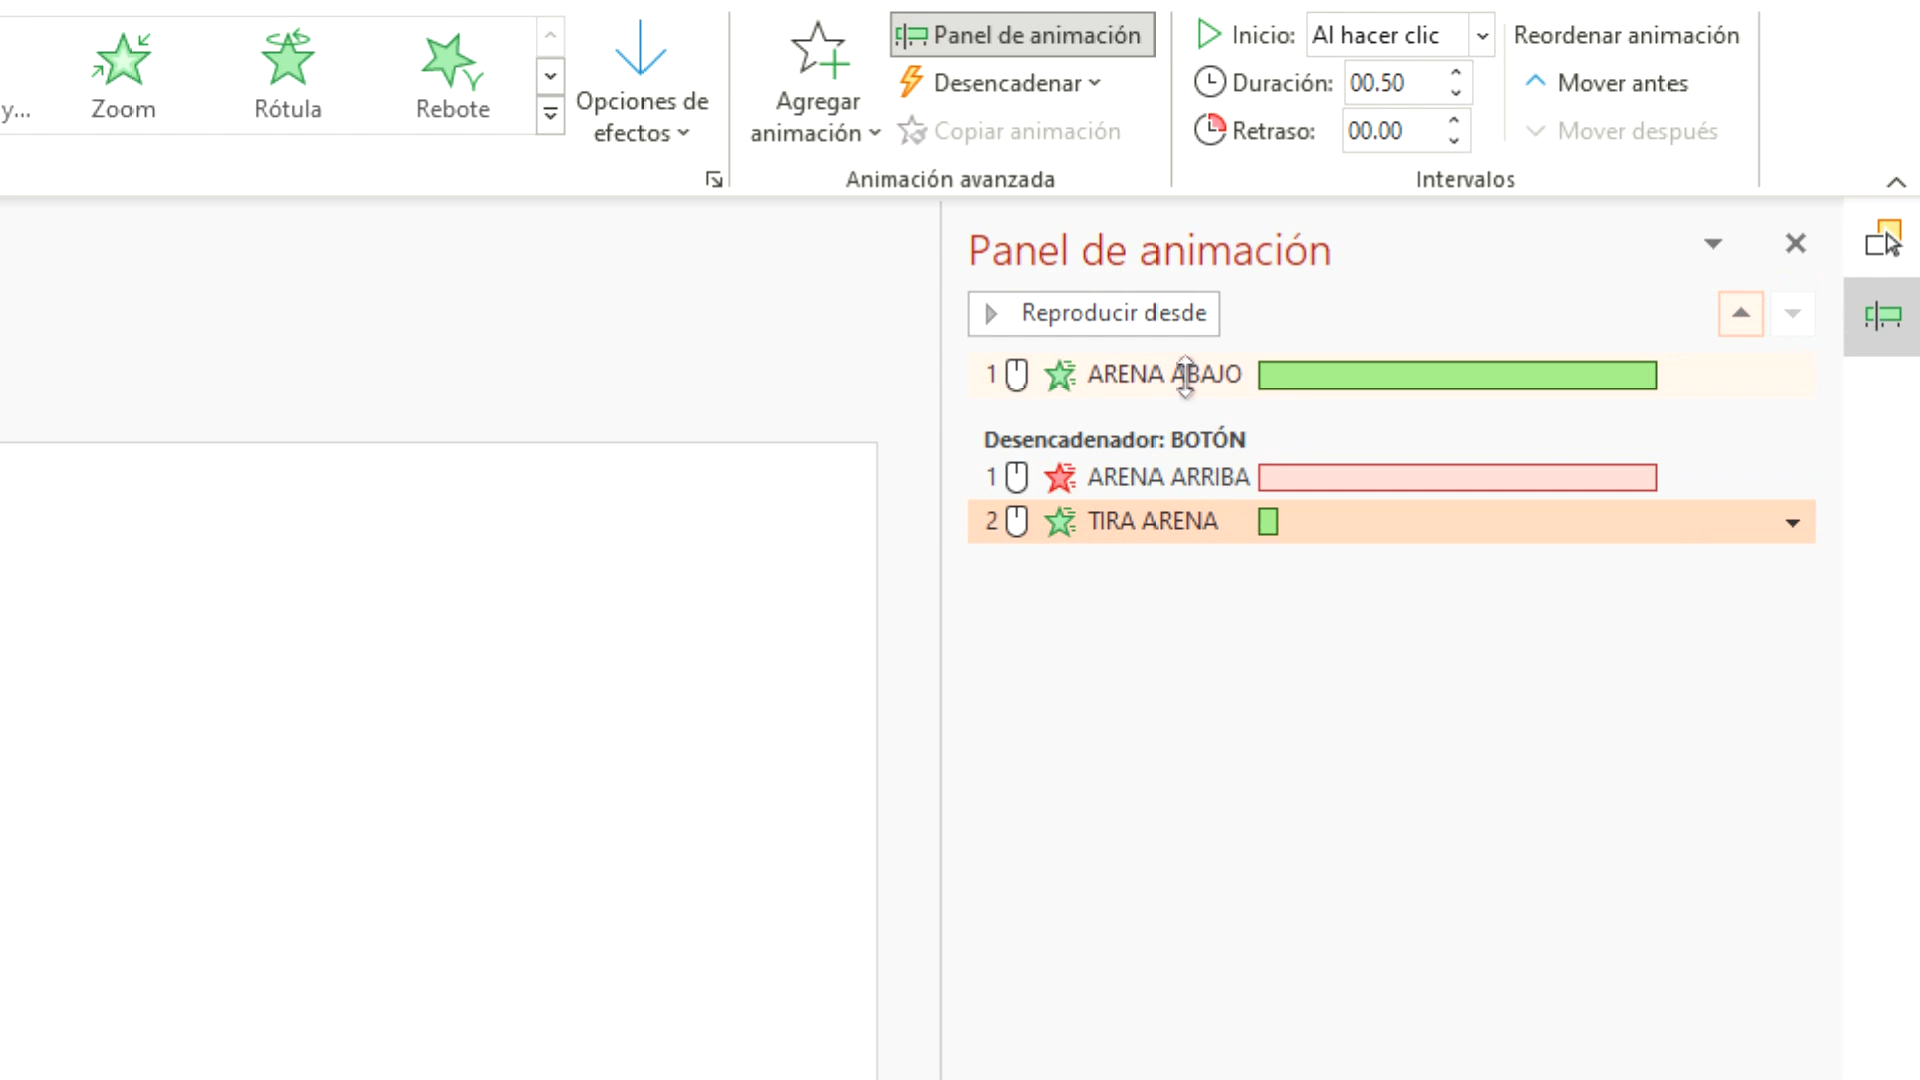 y...
Zoom
Rótula
Rebote
Opciones de
efectos
Agregar
animación
Panel de animación
Desencadenar
Copiar animación
Animación avanzada
Inicio: Al hacer clic
Duración: 00.50
Retraso: 00.00
Intervalos
Reordenar animación
Mover antes
Mover después
Panel de animación
Reproducir desde
1 ARENA ABAJO
Desencadenador: BOTÓN
1 ARENA ARRIBA
2 TIRA ARENA